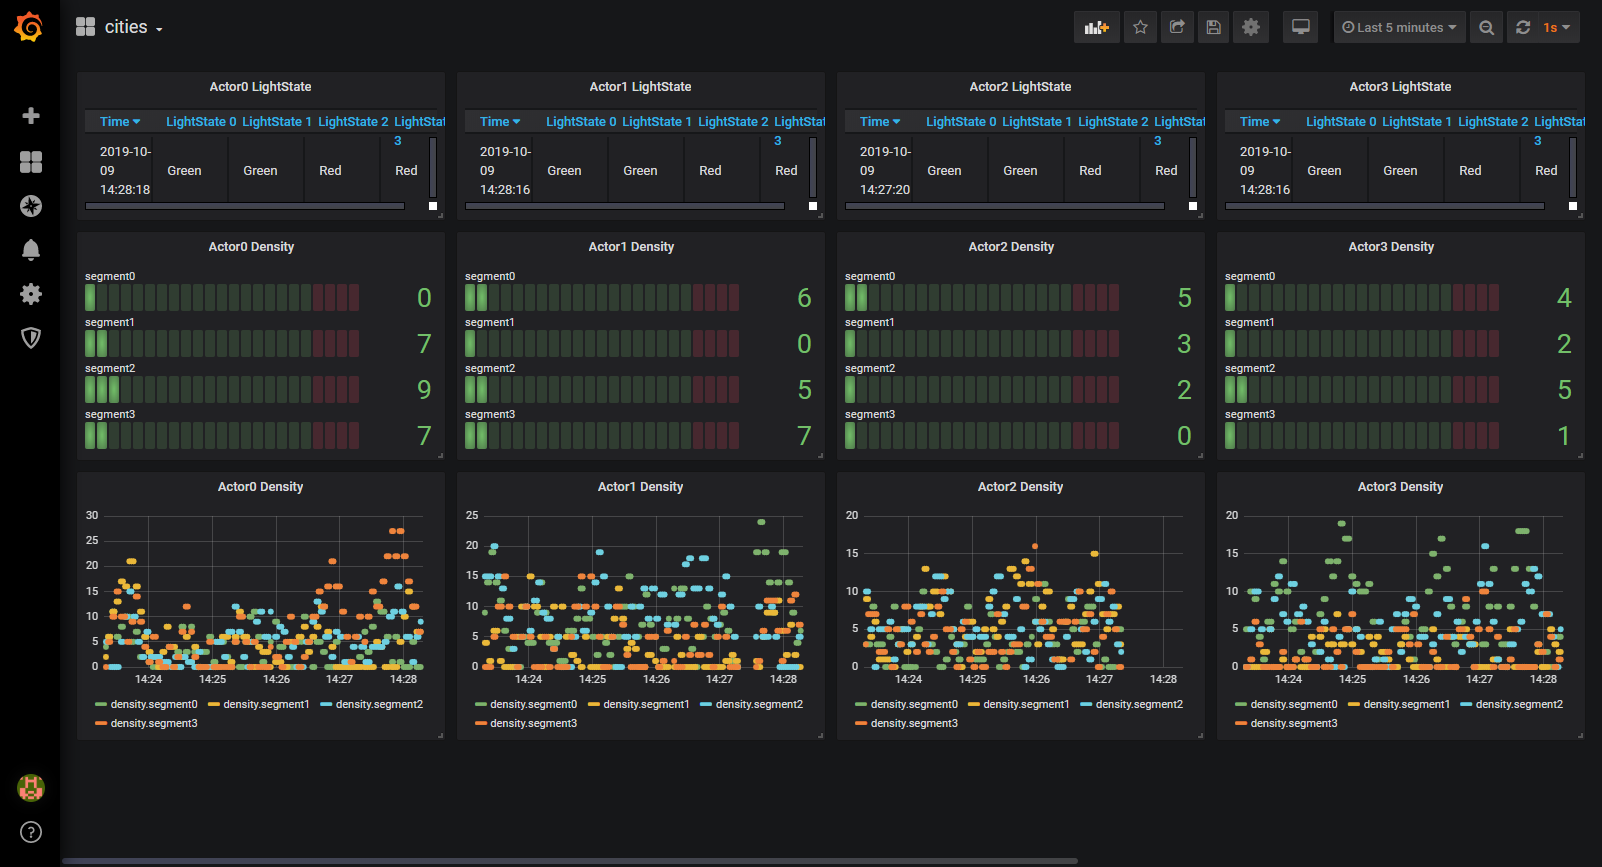 cities
Last 5 minutes
1s
Actor0 LightState
Time LightState 0 LightState 1 LightState 2 LightStat
3
2019-10-
09
14:28:18
Green Green Red Red
Actor1 LightState
Time LightState 0 LightState 1 LightState 2 LightStat
3
2019-10-
09
14:28:16
Green Green Red Red
Actor2 LightState
Time LightState 0 LightState 1 LightState 2 LightStat
3
2019-10-
09
14:27:20
Green Green Red Red
Actor3 LightState
Time LightState 0 LightState 1 LightState 2 LightStat
3
2019-10-
09
14:28:16
Green Green Red Red
Actor0 Density
segment0
0
segment1
7
segment2
9
segment3
7
Actor1 Density
segment0
6
segment1
0
segment2
5
segment3
7
Actor2 Density
segment0
5
segment1
3
segment2
2
segment3
0
Actor3 Density
segment0
4
segment1
2
segment2
5
segment3
1
Actor0 Density
30
25
20
15
10
5
0
14:24 14:25 14:26 14:27 14:28
density.segment0 density.segment1 density.segment2
density.segment3
Actor1 Density
25
20
15
10
5
0
14:24 14:25 14:26 14:27 14:28
density.segment0 density.segment1 density.segment2
density.segment3
Actor2 Density
20
15
10
5
0
14:24 14:25 14:26 14:27 14:28
density.segment0 density.segment1 density.segment2
density.segment3
Actor3 Density
20
15
10
5
0
14:24 14:25 14:26 14:27 14:28
density.segment0 density.segment1 density.segment2
density.segment3